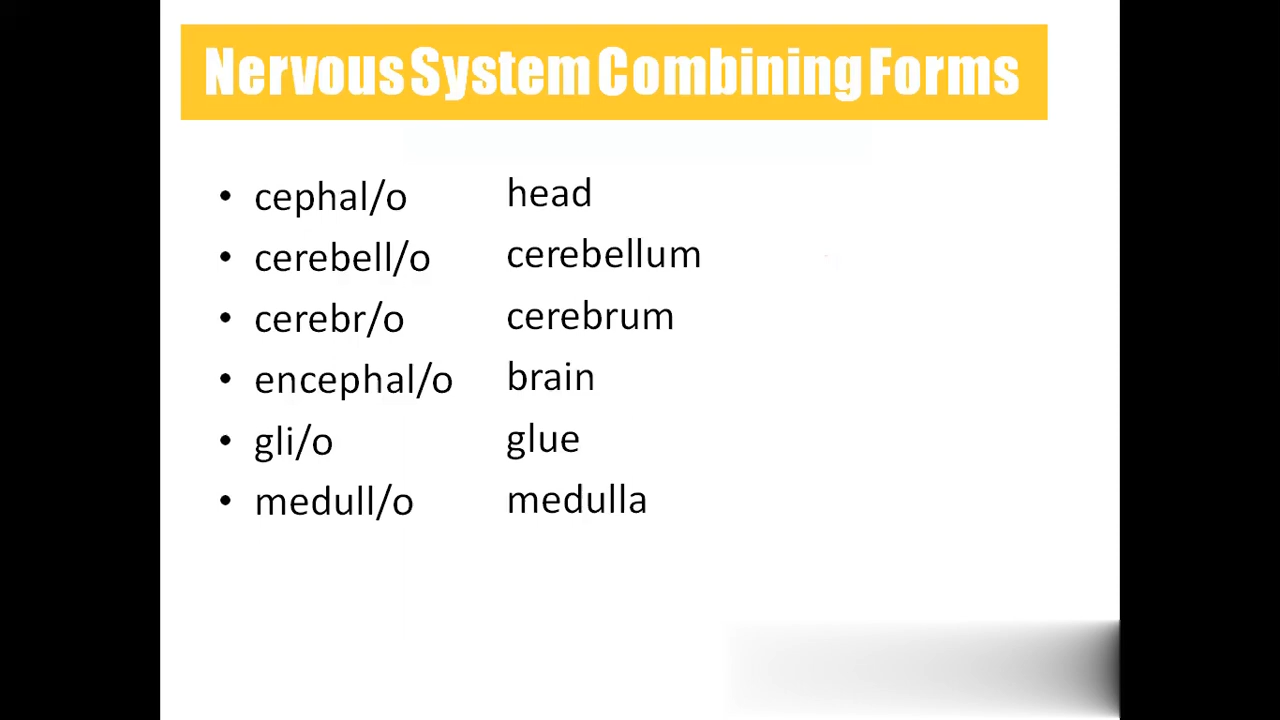 Nervous System Combining Forms
• cephal/o head
• cerebell/o cerebellum
• cerebr/o cerebrum
• encephal/o brain
• gli/o glue
• medull/o medulla